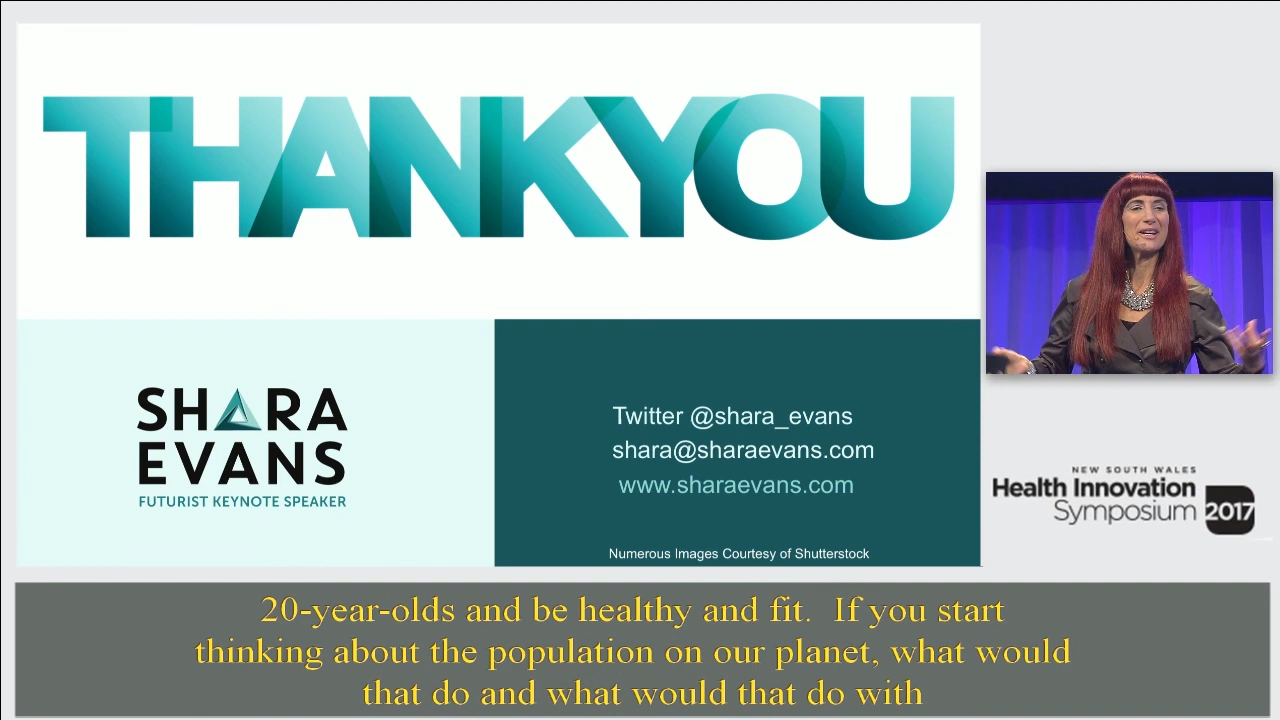 THANKYOU
SHARA
EVANS
FUTURIST KEYNOTE SPEAKER
Twitter @shara_evans
shara@sharaevans.com
www.sharaevans.com
Numerous Images Courtesy of Shutterstock
NEW SOUTH WALES
Health Innovation
Symposium 2017
20-year-olds and be healthy and fit.  If you start
thinking about the population on our planet, what would
that do and what would that do with